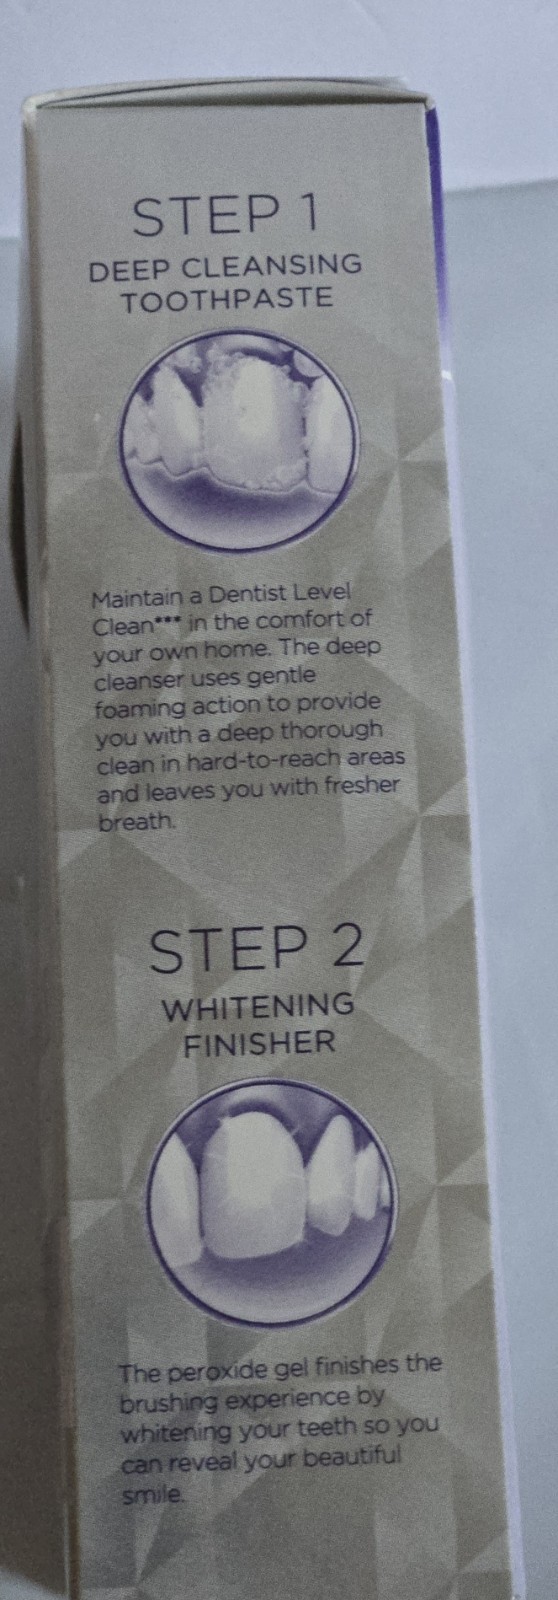 STEP 1
DEEP CLEANSING
TOOTHPASTE
Maintain a Dentist Level
Clean*** in the comfort of
your own home. The deep
cleanser uses gentle
foaming action to provide
you with a deep thorough
clean in hard-to-reach areas
and leaves you with fresher
breath.
STEP 2
WHITENING
FINISHER
The peroxide gel finishes the
brushing experience by
whitening your teeth so you
can reveal your beautiful
smile.